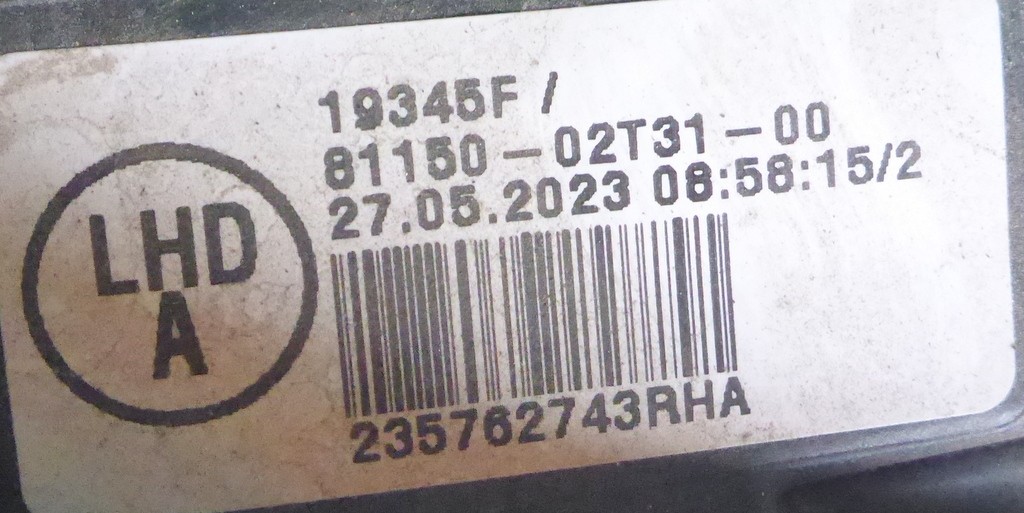 19345F /
81150-02T31-00
27.05.2023 08:58:15/2
LHD
A
235762743RHA